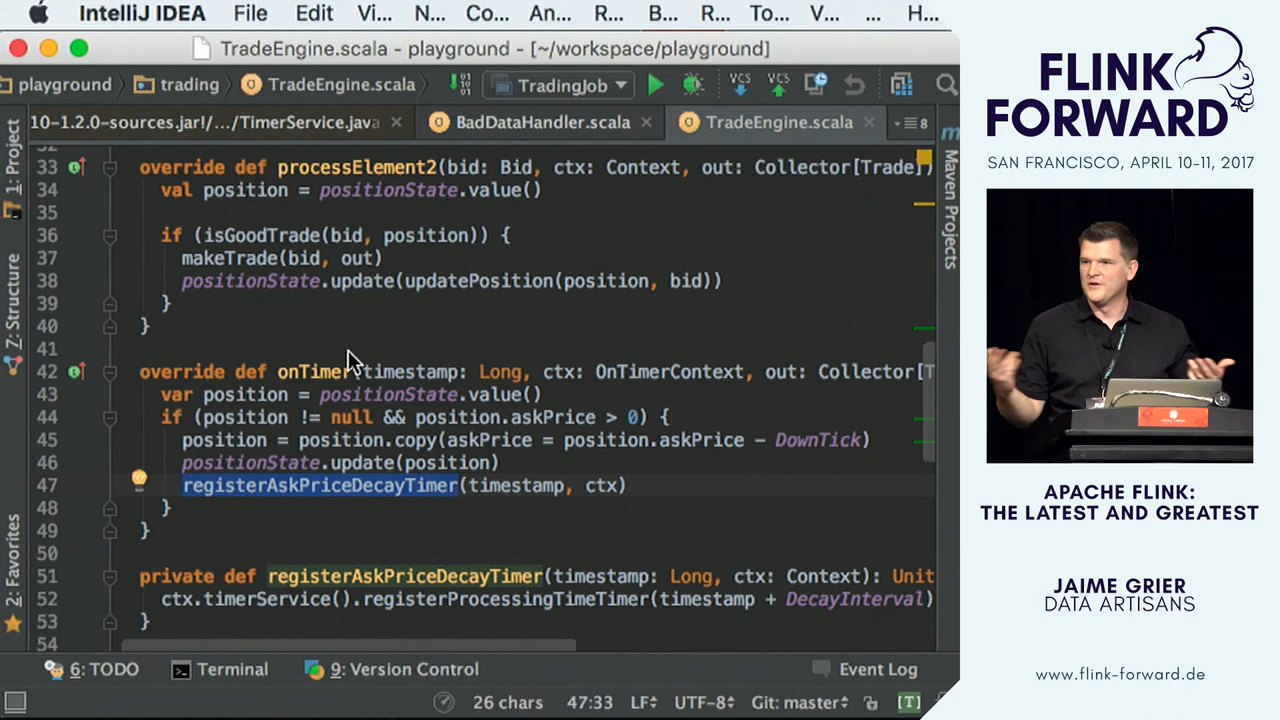 IntelliJ IDEA File Edit Vi... N... Co... An... R... B... R... To... V... ... H...
TradeEngine.scala - playground - [~/workspace/playground]
playground trading TradeEngine.scala TradingJob VCS VCS
10-1.2.0-sources.jar!/.../TimerService.java BadDataHandler.scala TradeEngine.scala 8
1: Project
7: Structure
2: Favorites
Maven Projects
33 override def processElement2(bid: Bid, ctx: Context, out: Collector[Trade])
34 val position = positionState.value()
35
36 if (isGoodTrade(bid, position)) {
37 makeTrade(bid, out)
38 positionState.update(updatePosition(position, bid))
39 }
40 }
41
42 override def onTimer(timestamp: Long, ctx: OnTimerContext, out: Collector[T
43 var position = positionState.value()
44 if (position != null && position.askPrice > 0) {
45 position = position.copy(askPrice = position.askPrice - DownTick)
46 positionState.update(position)
47 registerAskPriceDecayTimer(timestamp, ctx)
48 }
49 }
50
51 private def registerAskPriceDecayTimer(timestamp: Long, ctx: Context): Unit
52 ctx.timerService().registerProcessingTimeTimer(timestamp + DecayInterval)
53 }
54
6: TODO Terminal 9: Version Control Event Log
26 chars 47:33 LF UTF-8 Git: master [T]
FLINK
FORWARD
SAN FRANCISCO, APRIL 10-11, 2017
APACHE FLINK:
THE LATEST AND GREATEST
JAIME GRIER
DATA ARTISANS
www.flink-forward.de